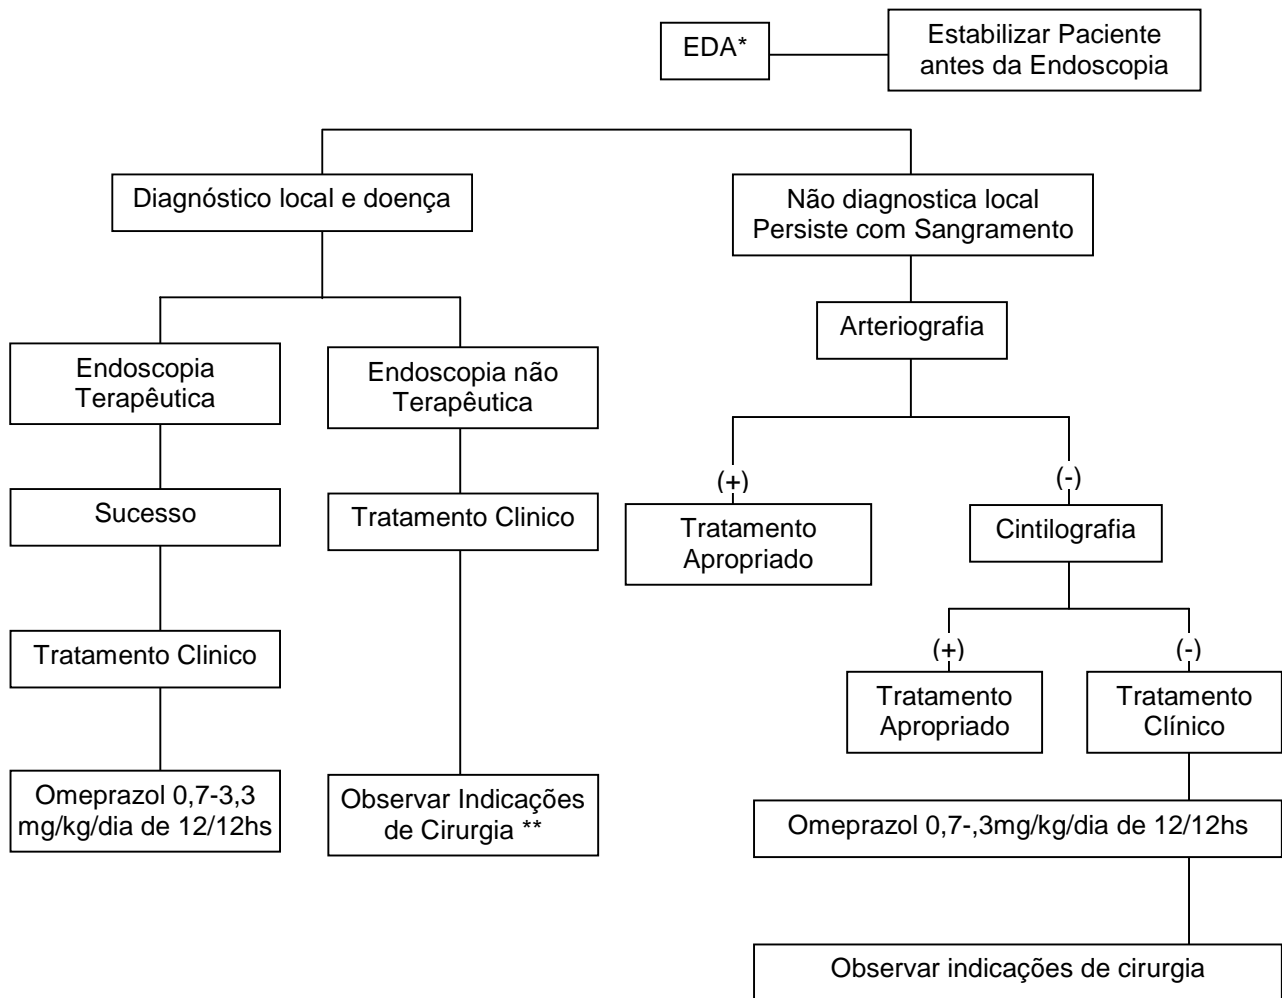 EDA*
Estabilizar Paciente
antes da Endoscopia
Diagnóstico local e doença
Não diagnostica local
Persiste com Sangramento
Arteriografia
Endoscopia
Terapêutica
Endoscopia não
Terapêutica
(+)
(-)
Sucesso
Tratamento Clinico
Tratamento
Apropriado
Cintilografia
Tratamento Clinico
(+)
(-)
Tratamento
Apropriado
Tratamento
Clínico
Omeprazol 0,7-3,3
mg/kg/dia de 12/12hs
Observar Indicações
de Cirurgia **
Omeprazol 0,7-,3mg/kg/dia de 12/12hs
Observar indicações de cirurgia